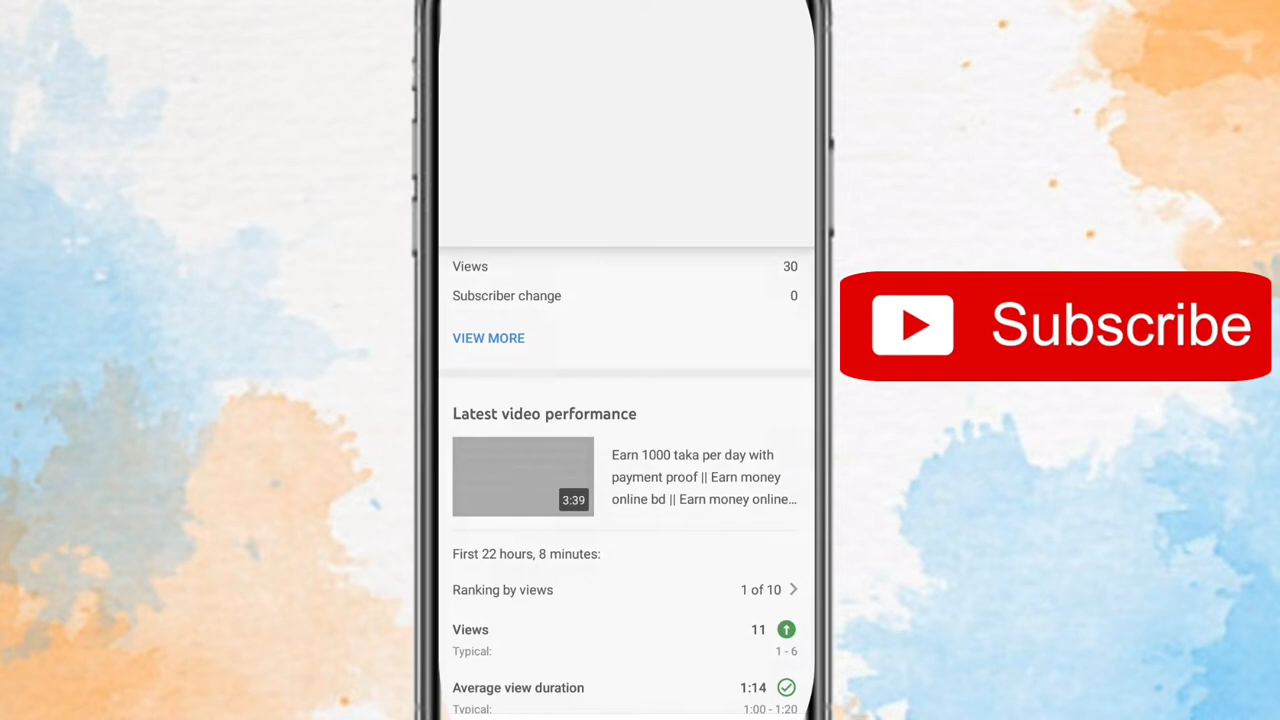 Views 30
Subscriber change 0
VIEW MORE
Subscribe
Latest video performance
3:39
Earn 1000 taka per day with
payment proof || Earn money
online bd || Earn money online...
First 22 hours, 8 minutes:
Ranking by views 1 of 10
Views 11
Typical: 1 - 6
Average view duration 1:14
Typical: 1:00 - 1:20